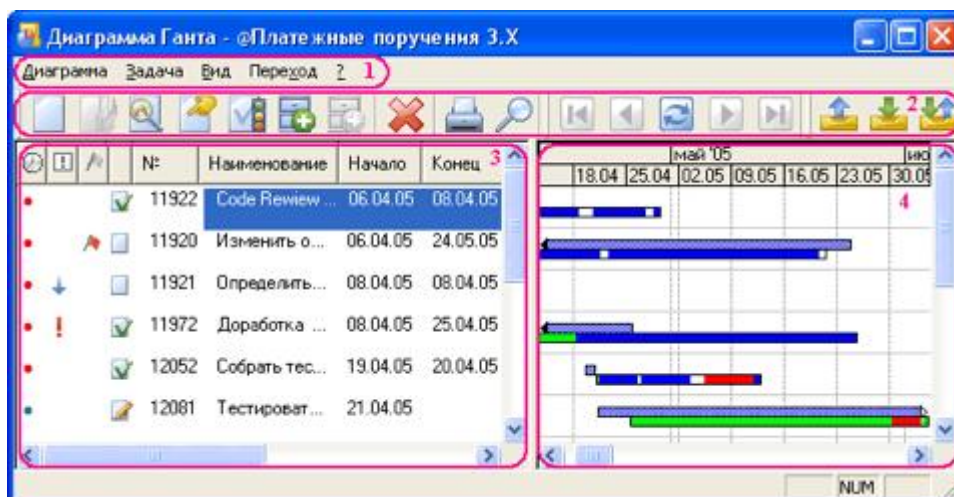 Диаграмма Ганта - @Платежные поручения 3.X
Диаграмма Задача Вид Переход ? 1
2
№ Наименование Начало Конец 3
май '05 ию
18.04 25.04 02.05 09.05 16.05 23.05 30.05
4
11922 Code Rewiew ... 06.04.05 08.04.05
11920 Изменить о... 06.04.05 24.05.05
11921 Определить... 08.04.05 08.04.05
11972 Доработка ... 08.04.05 25.04.05
12052 Собрать тес... 19.04.05 20.04.05
12081 Тестироват... 21.04.05
NUM